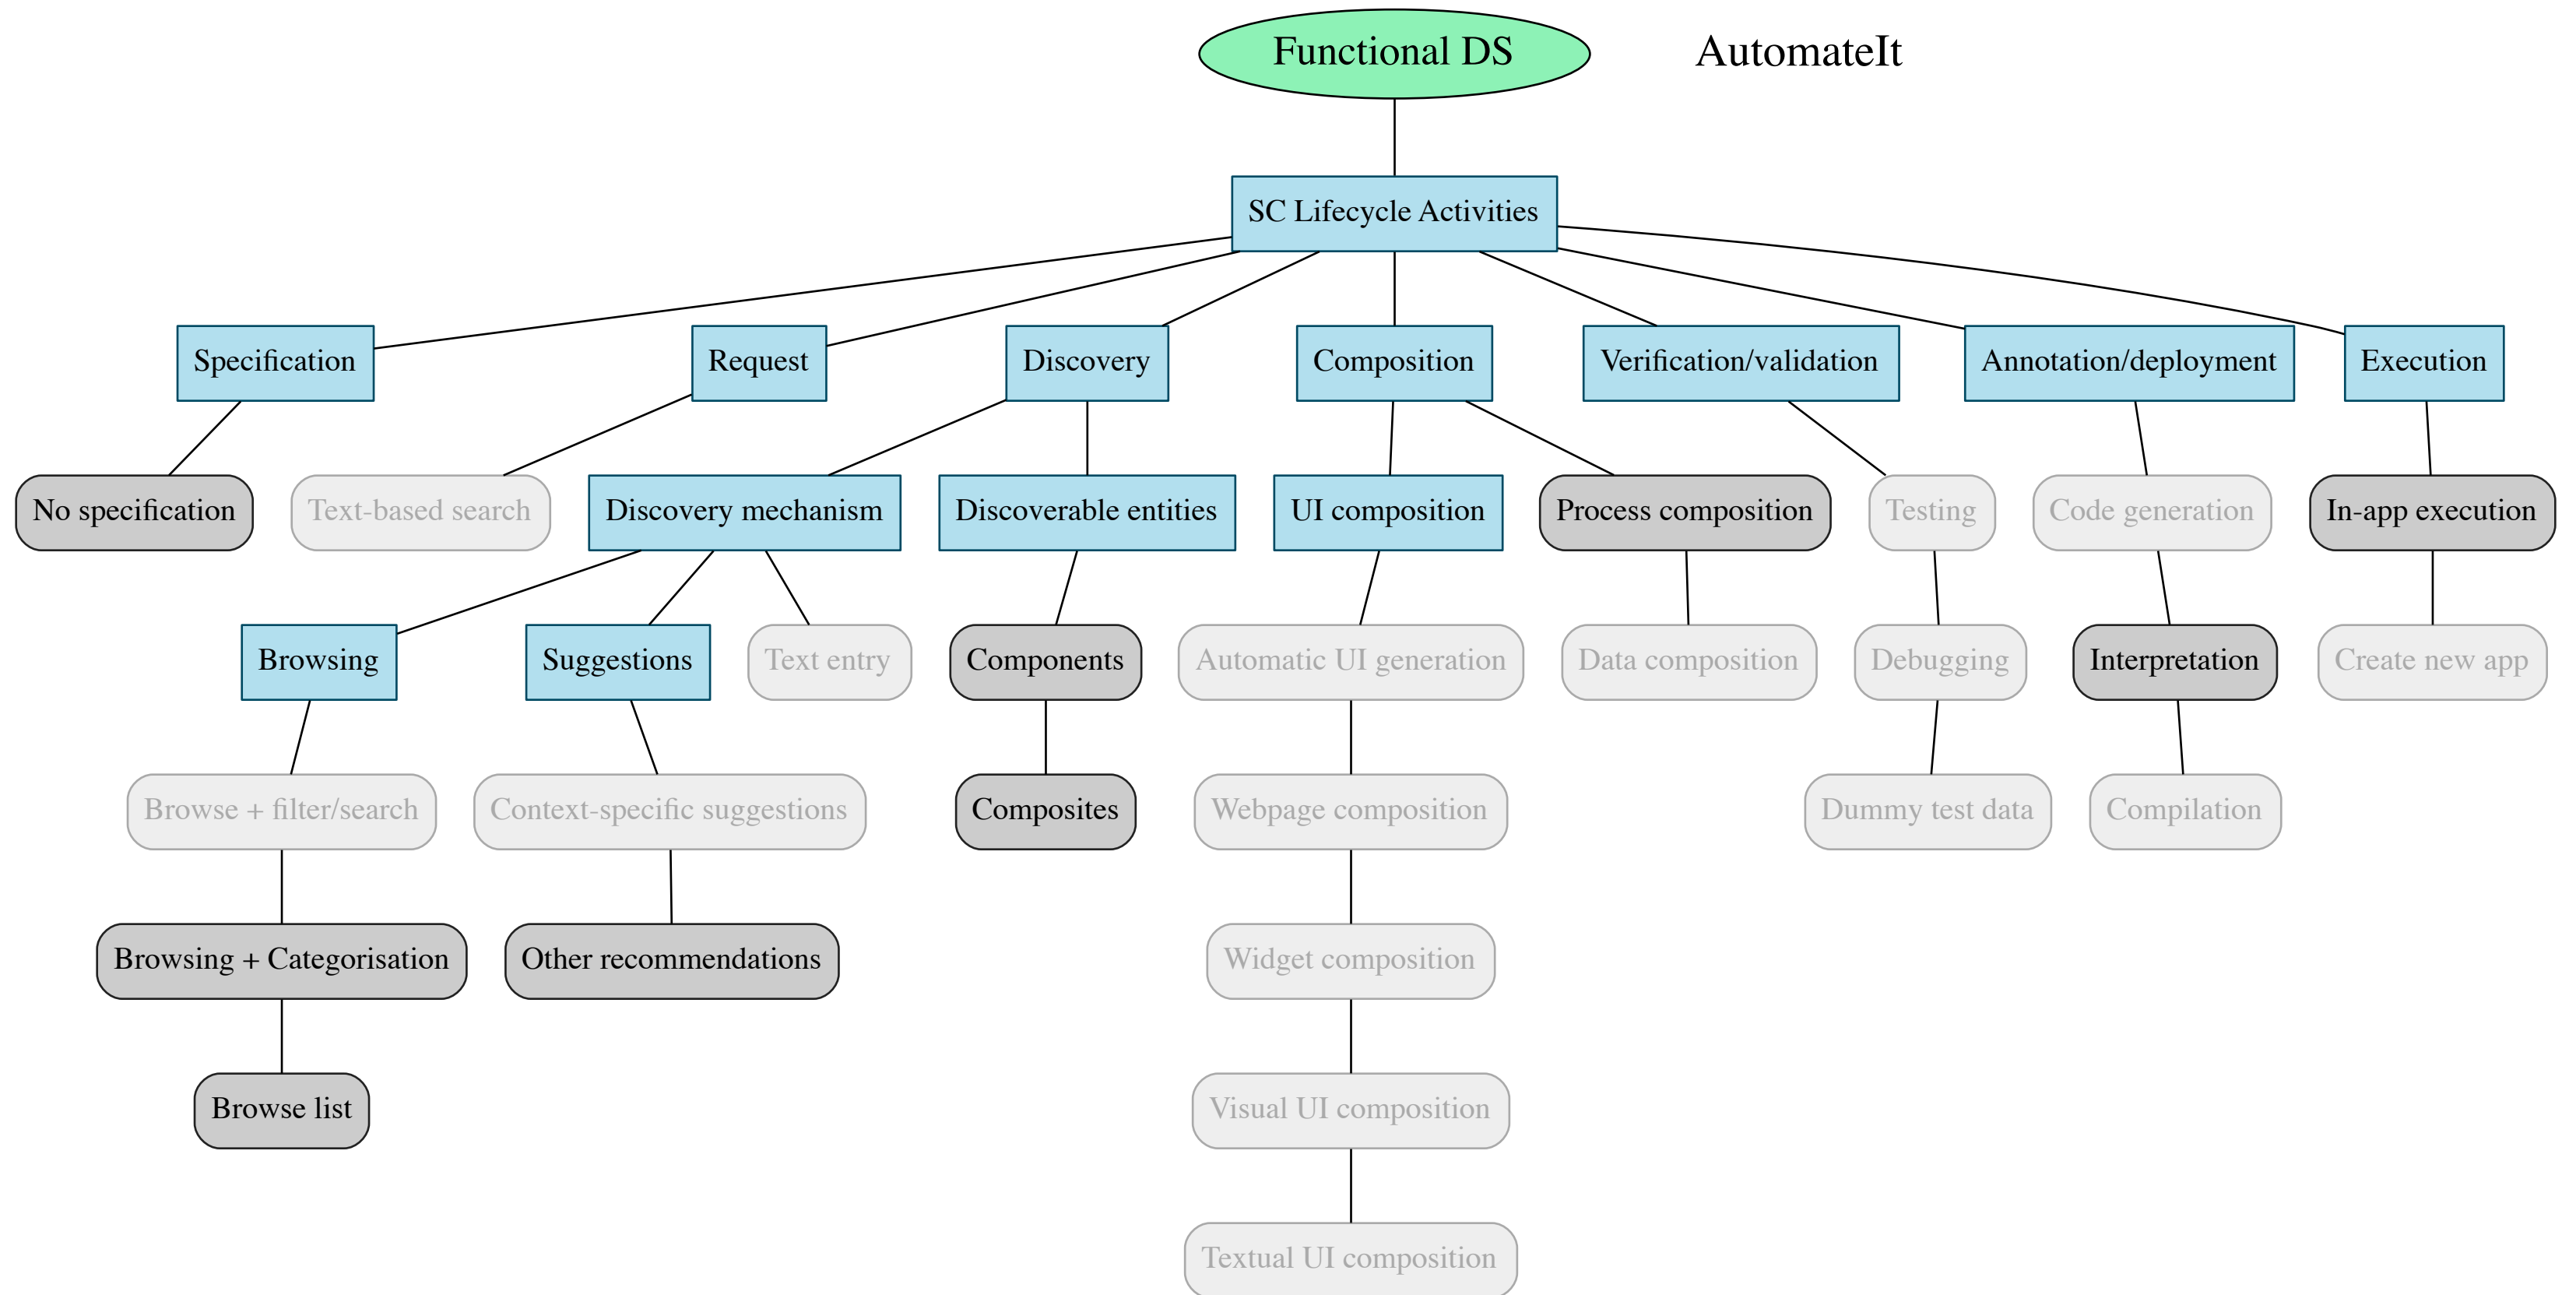 Functional DS
AutomateIt
SC Lifecycle Activities
Specification
Request
Discovery
Composition
Verification/validation
Annotation/deployment
Execution
No specification
Text-based search
Discovery mechanism
Discoverable entities
UI composition
Process composition
Testing
Code generation
In-app execution
Browsing
Suggestions
Text entry
Components
Automatic UI generation
Data composition
Debugging
Interpretation
Create new app
Browse + filter/search
Context-specific suggestions
Composites
Webpage composition
Dummy test data
Compilation
Browsing + Categorisation
Other recommendations
Widget composition
Browse list
Visual UI composition
Textual UI composition